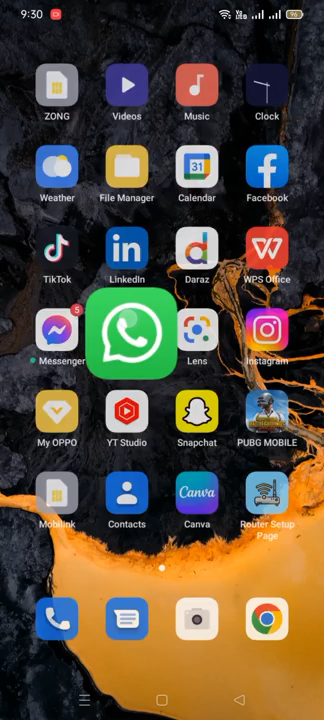 9:30
ZONG
Videos
Music
Clock
Weather
File Manager
31
Calendar
Facebook
TikTok
LinkedIn
Daraz
WPS Office
5
Messenger
Lens
Instagram
My OPPO
YT Studio
Snapchat
PUBG MOBILE
Mobilink
Contacts
Canva
Canva
Router Setup
Page